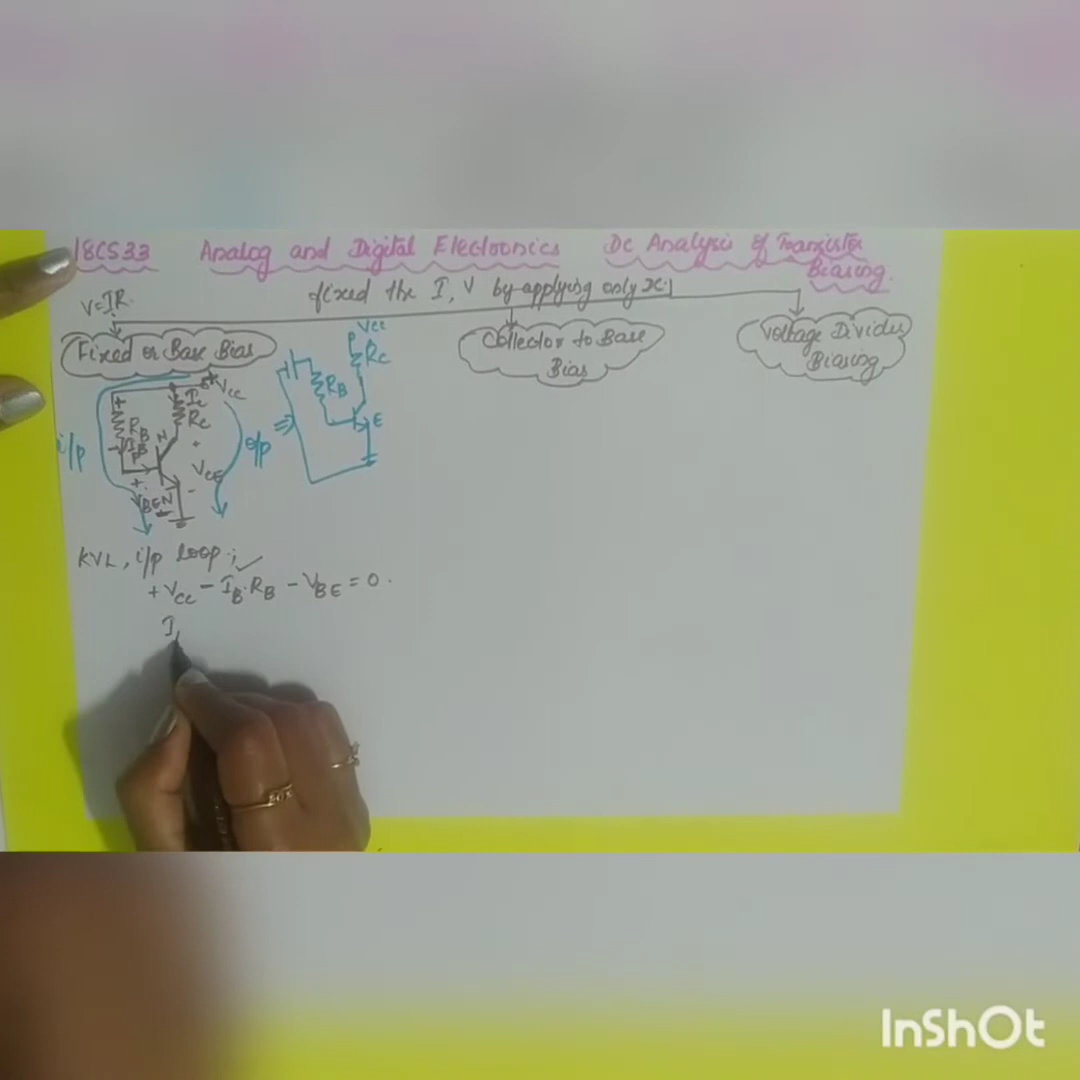 18CS33 Analog and Digital Electronics DC Analysis of Transistor
Biasing.
V=IR
fixed the I, V by applying only
Fixed or Base Bias
Collector to Base
Bias
Voltage Divider
Biasing
VCC
IC
RC
RB
IB
N
P
+
VCE
-
+
VBE
N
i/p
o/p
⇒
VCC
RC
RB
E
KVL, i/p loop;
+ VCC - IB·RB - VBE = 0.
I
InShOt